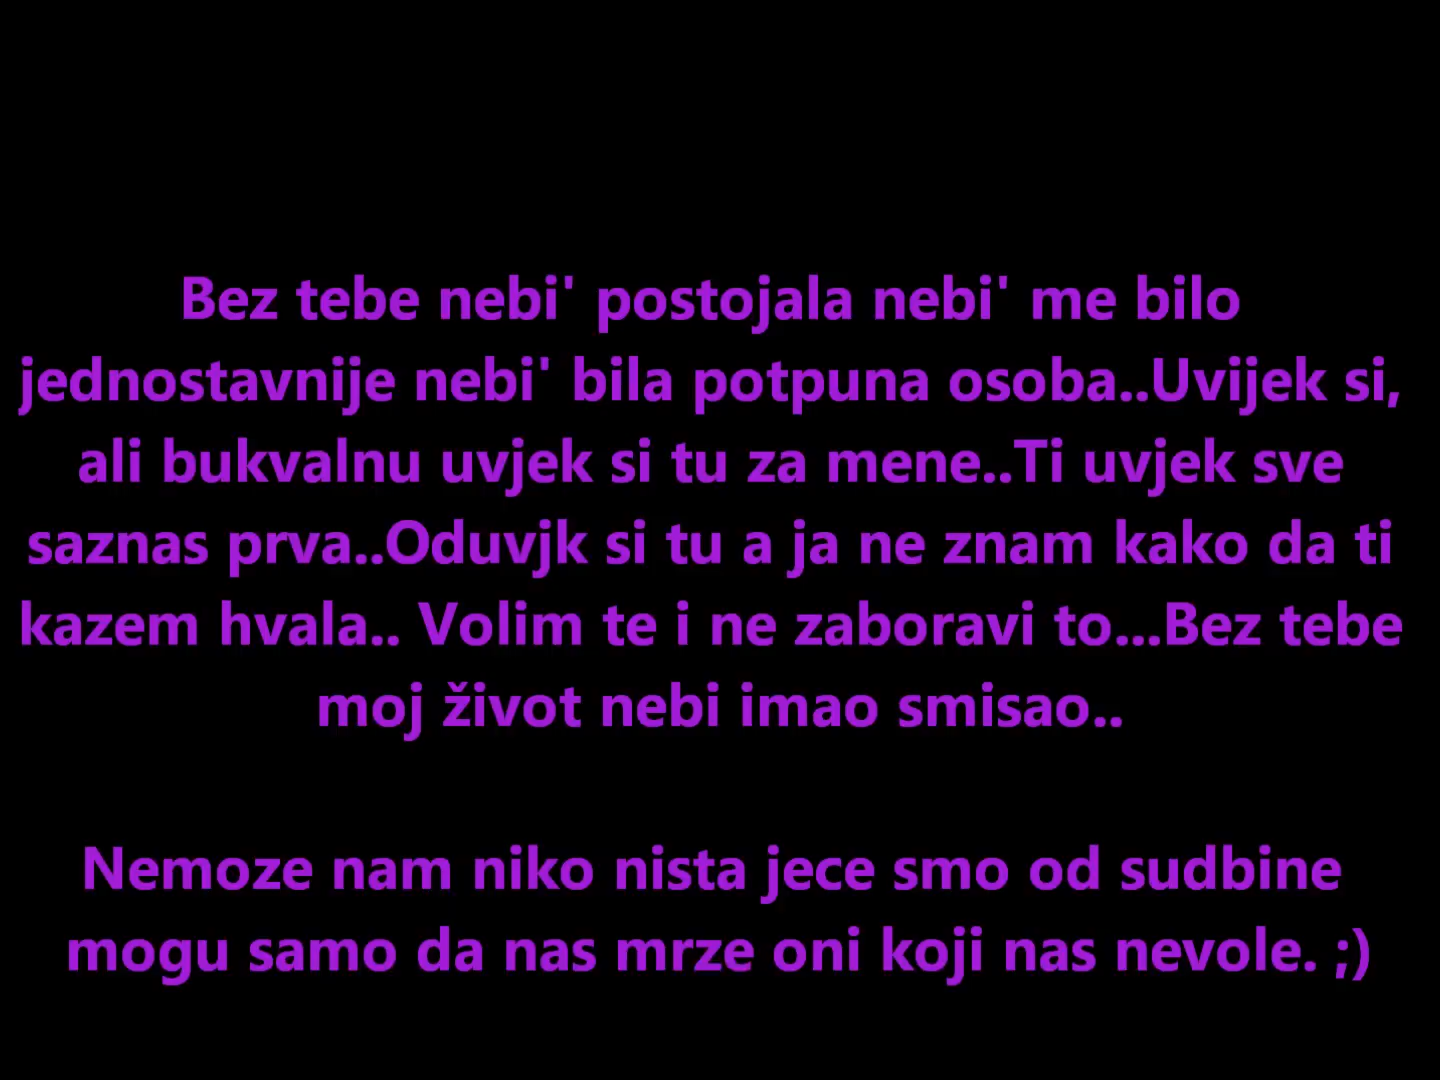 Bez tebe nebi' postojala nebi' me bilo
jednostavnije nebi' bila potpuna osoba..Uvijek si,
ali bukvalnu uvjek si tu za mene..Ti uvjek sve
saznas prva..Oduvjk si tu a ja ne znam kako da ti
kazem hvala.. Volim te i ne zaboravi to...Bez tebe
moj život nebi imao smisao..
Nemoze nam niko nista jece smo od sudbine
mogu samo da nas mrze oni koji nas nevole. ;)